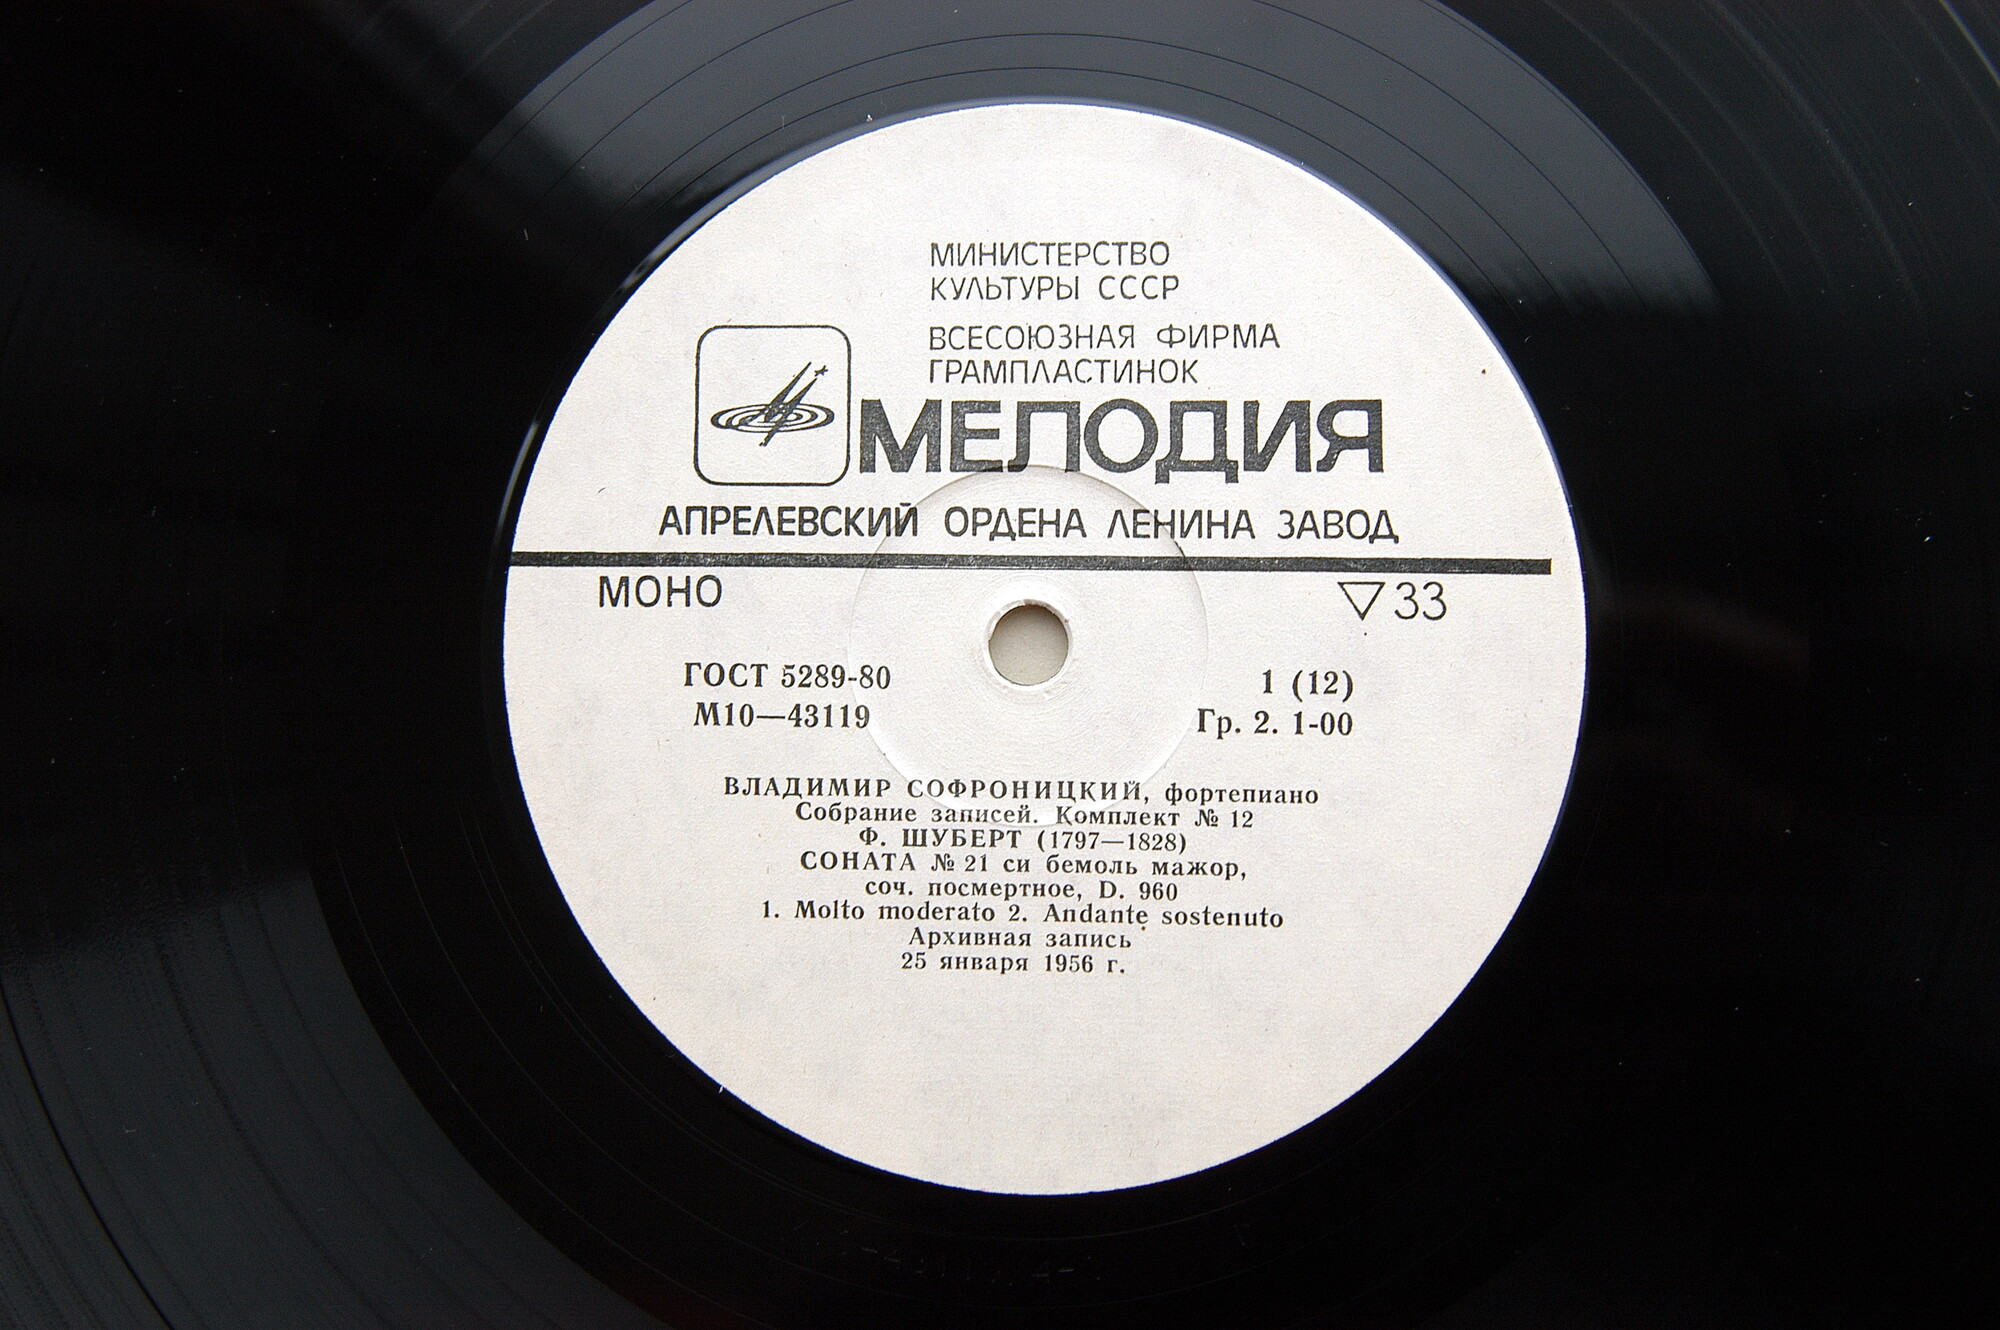 МИНИСТЕРСТВО
КУЛЬТУРЫ СССР
ВСЕСОЮЗНАЯ ФИРМА
ГРАМПЛАСТИНОК
МЕЛОДИЯ
АПРЕЛЕВСКИЙ ОРДЕНА ЛЕНИНА ЗАВОД
МОНО ▽33
ГОСТ 5289-80 1 (12)
М10—43119 Гр. 2. 1-00
ВЛАДИМИР СОФРОНИЦКИЙ, фортепиано
Собрание записей. Комплект № 12
Ф. ШУБЕРТ (1797—1828)
СОНАТА № 21 си бемоль мажор,
соч. посмертное, D. 960
1. Molto moderato 2. Andante sostenuto
Архивная запись
25 января 1956 г.